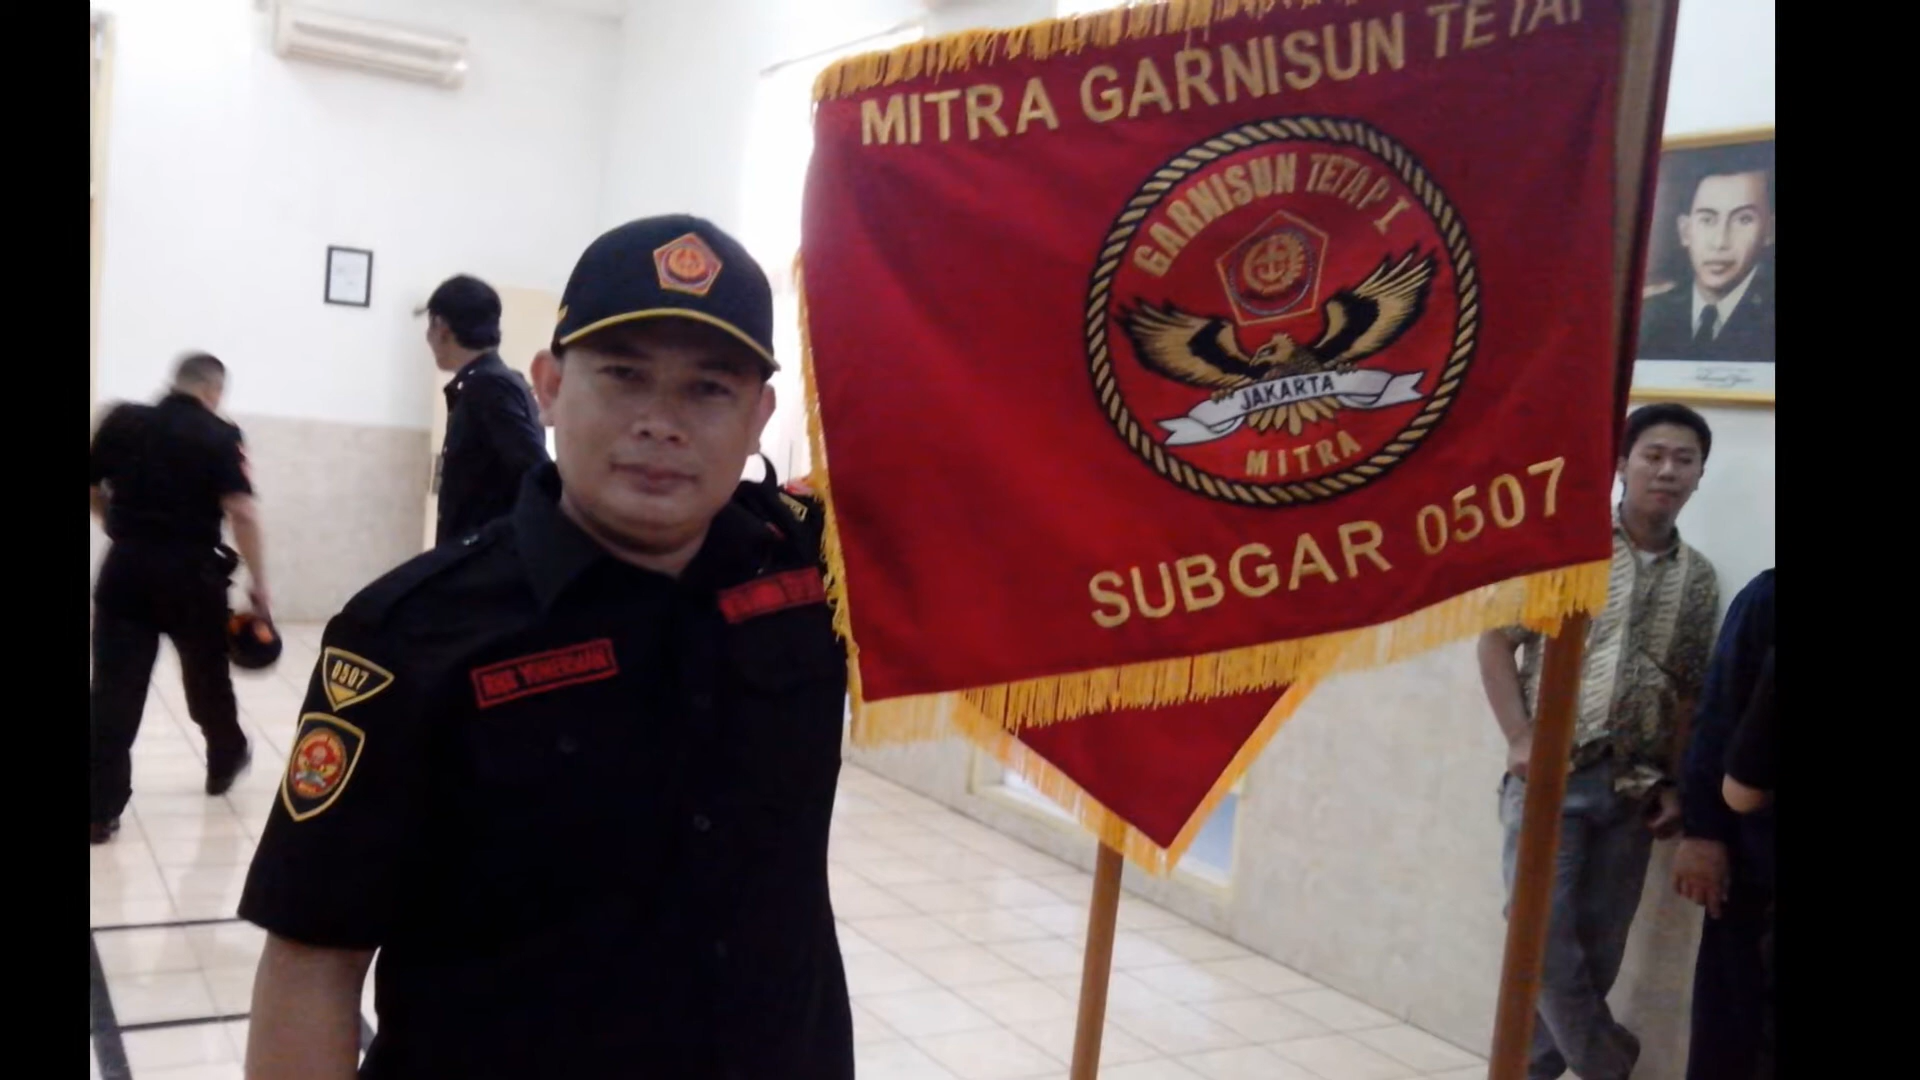 MITRA GARNISUN TETAP
GARNISUN TETAP I
JAKARTA
MITRA
SUBGAR 0507
0507